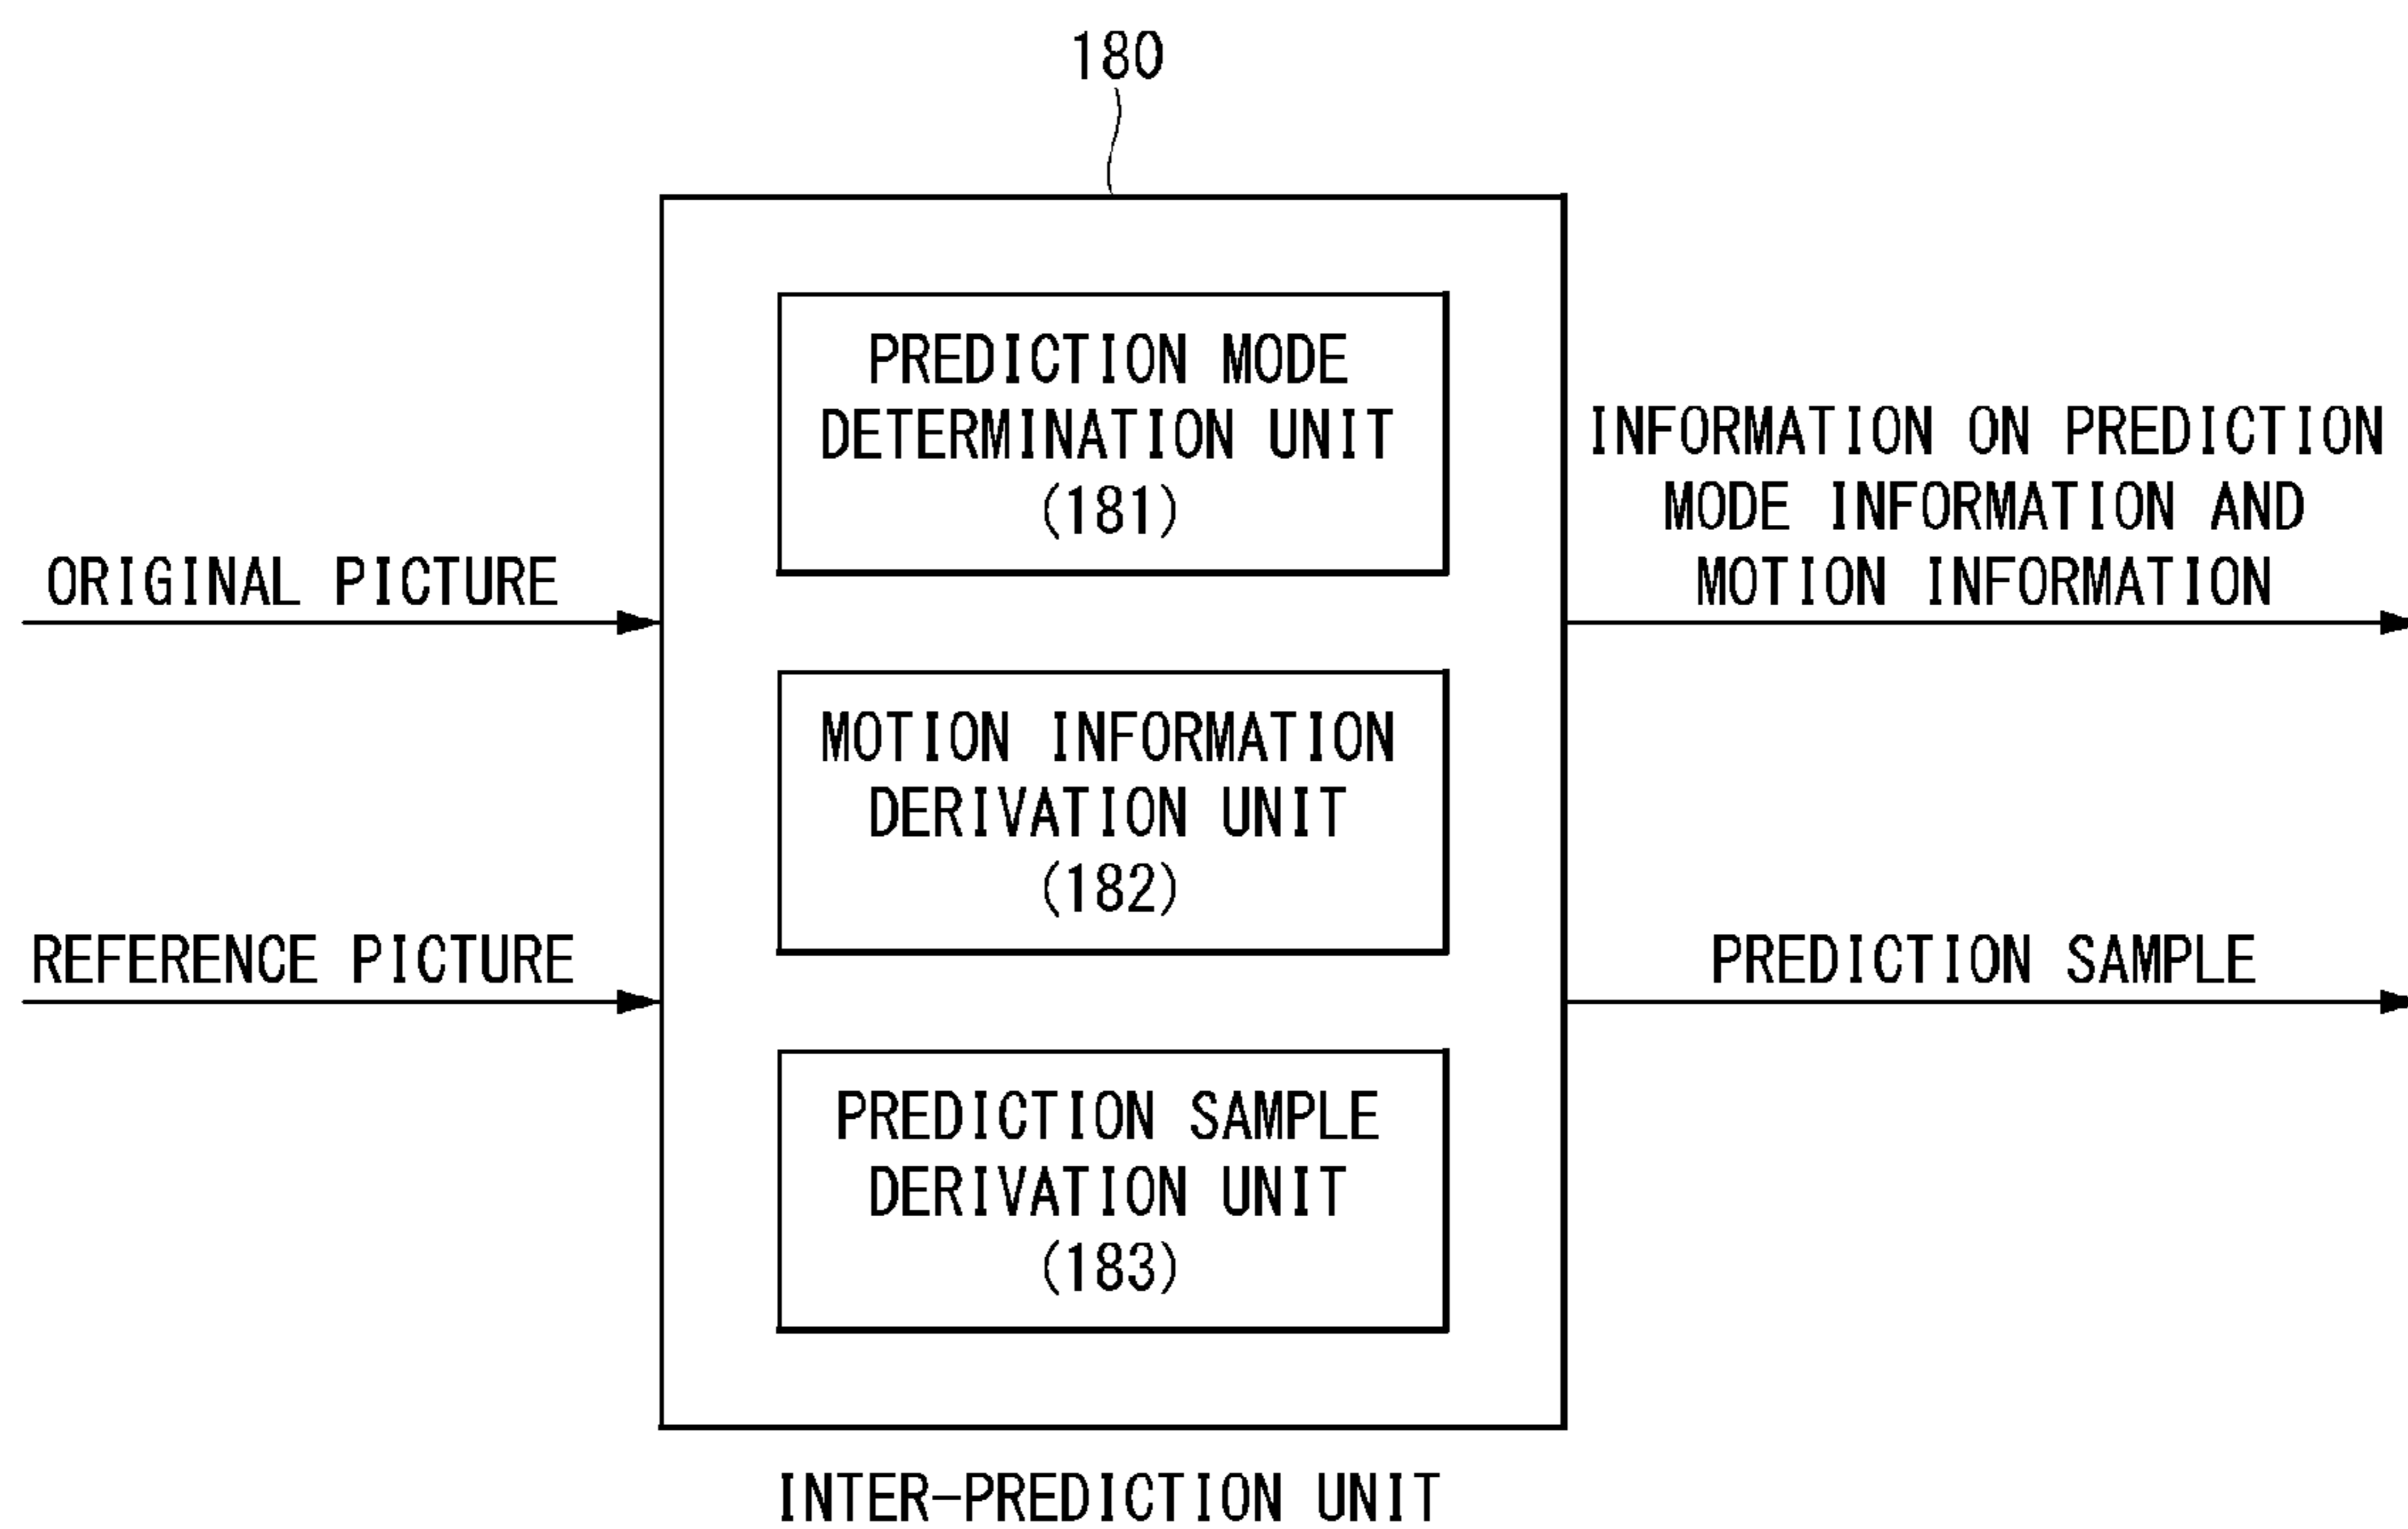 180
PREDICTION MODE
DETERMINATION UNIT
(181)
ORIGINAL PICTURE
INFORMATION ON PREDICTION
MODE INFORMATION AND
MOTION INFORMATION
MOTION INFORMATION
DERIVATION UNIT
(182)
REFERENCE PICTURE
PREDICTION SAMPLE
PREDICTION SAMPLE
DERIVATION UNIT
(183)
INTER-PREDICTION UNIT